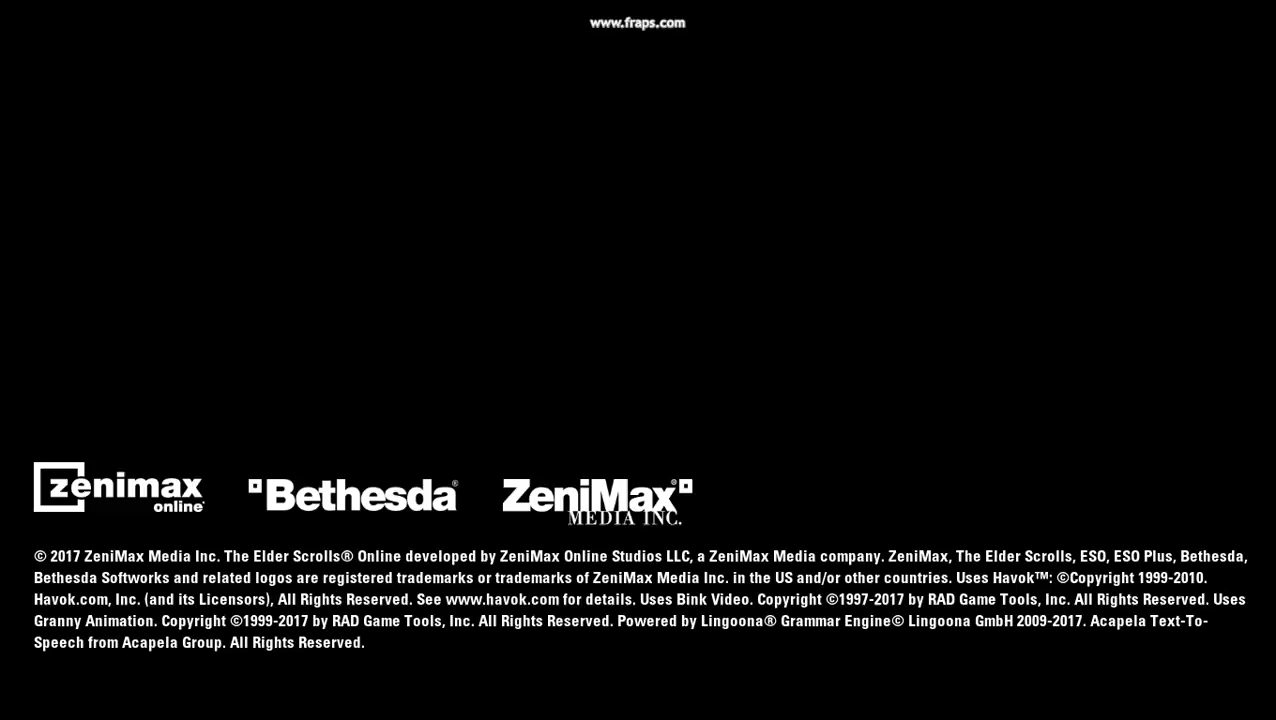 www.fraps.com
zenimax online
Bethesda®
ZeniMax®
MEDIA INC.
© 2017 ZeniMax Media Inc. The Elder Scrolls® Online developed by ZeniMax Online Studios LLC, a ZeniMax Media company. ZeniMax, The Elder Scrolls, ESO, ESO Plus, Bethesda,
Bethesda Softworks and related logos are registered trademarks or trademarks of ZeniMax Media Inc. in the US and/or other countries. Uses Havok™: ©Copyright 1999-2010.
Havok.com, Inc. (and its Licensors), All Rights Reserved. See www.havok.com for details. Uses Bink Video. Copyright ©1997-2017 by RAD Game Tools, Inc. All Rights Reserved. Uses
Granny Animation. Copyright ©1999-2017 by RAD Game Tools, Inc. All Rights Reserved. Powered by Lingoona® Grammar Engine© Lingoona GmbH 2009-2017. Acapela Text-To-
Speech from Acapela Group. All Rights Reserved.